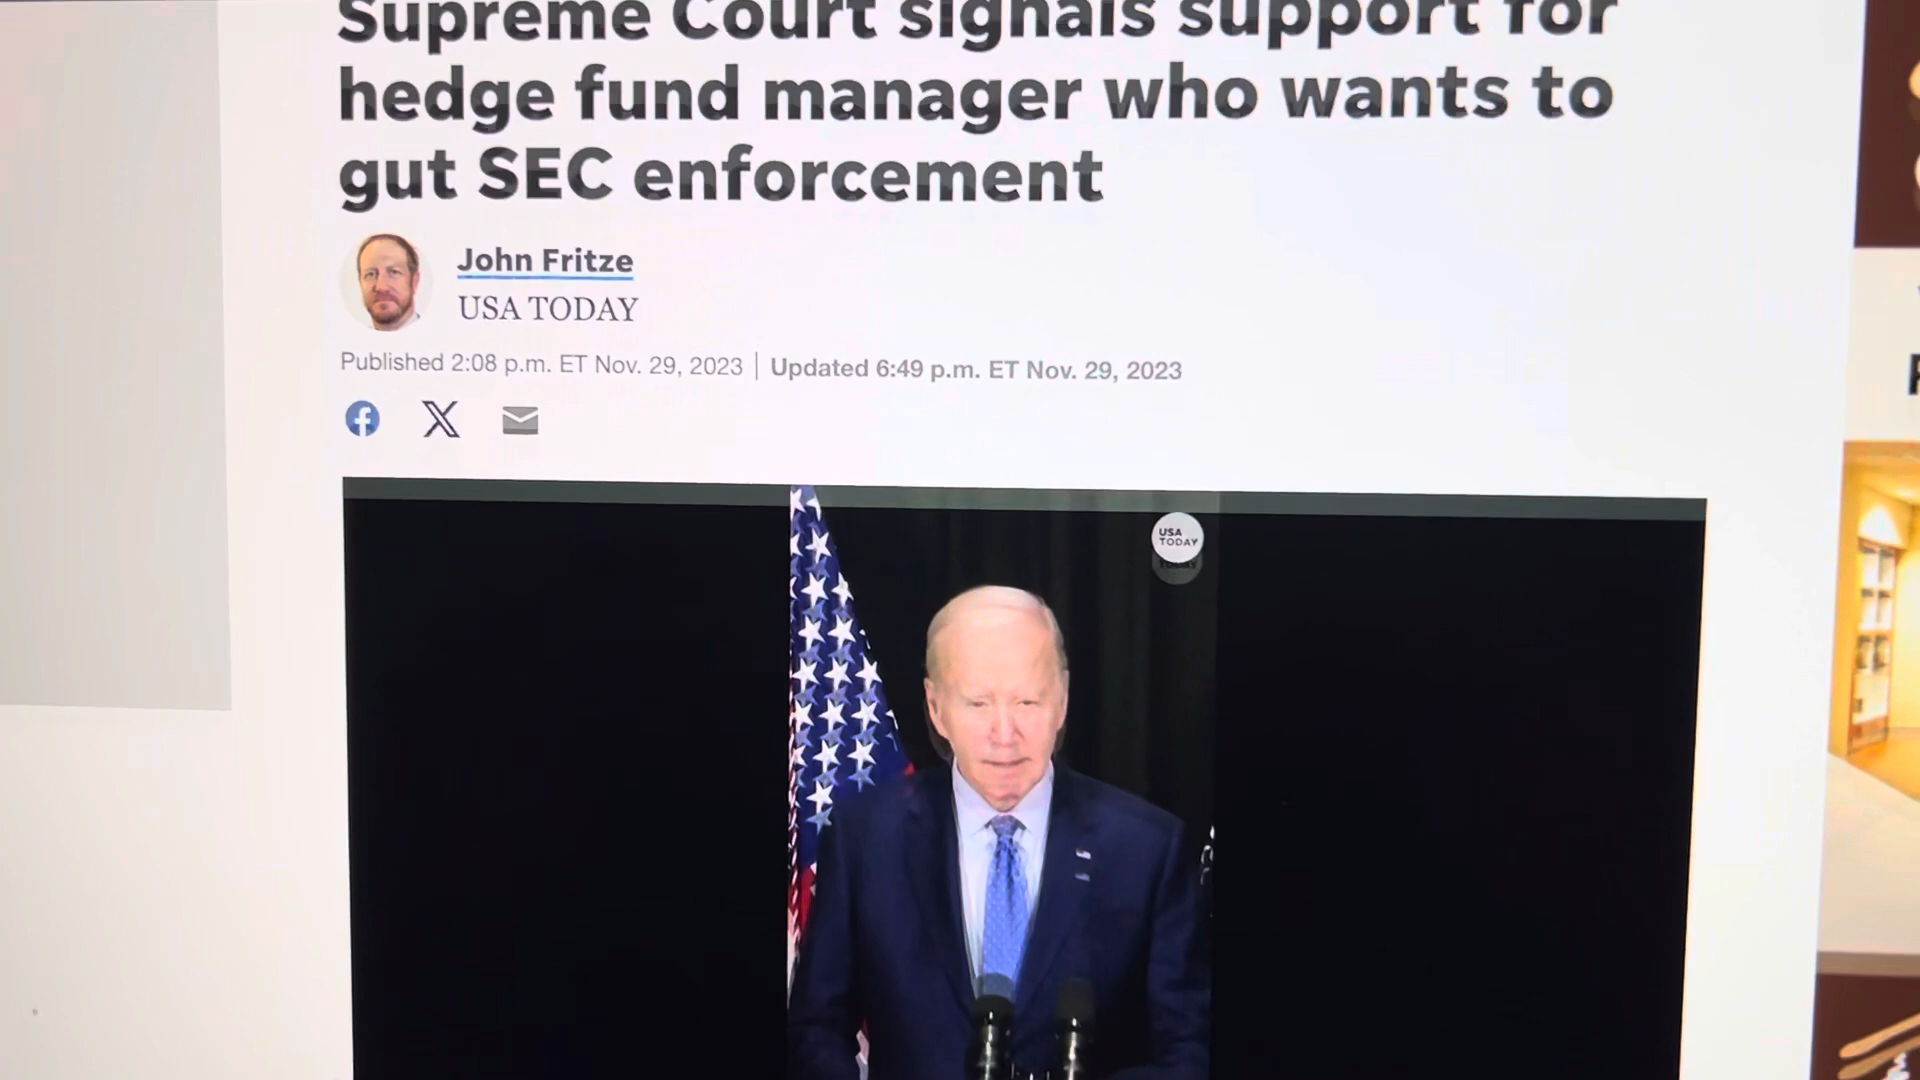 Supreme Court signals support for
hedge fund manager who wants to
gut SEC enforcement
John Fritze
USA TODAY
Published 2:08 p.m. ET Nov. 29, 2023 | Updated 6:49 p.m. ET Nov. 29, 2023
USA
TODAY